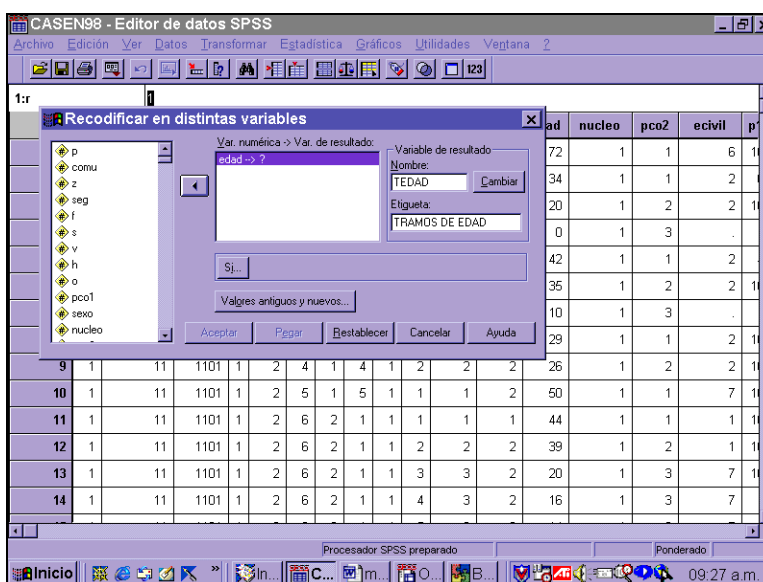 CASEN98 - Editor de datos SPSS
Archivo Edición Ver Datos Transformar Estadística Gráficos Utilidades Ventana ?
123
1:r 1
Recodificar en distintas variables
p
comu
z
seg
f
s
v
h
o
pco1
sexo
nucleo
Var. numérica -> Var. de resultado:
edad --> ?
Variable de resultado
Nombre:
TEDAD
Cambiar
Etiqueta:
TRAMOS DE EDAD
Si...
Valores antiguos y nuevos...
Aceptar Pegar Restablecer Cancelar Ayuda
ad nucleo pco2 ecivil p
72 1 1 6
34 1 1 2
20 1 2 2
0 1 3 .
42 1 1 2
35 1 2 2
10 1 3 .
29 1 1 2
9 1 11 1101 1 2 4 1 4 1 2 2 2 26 1 2 2
10 1 11 1101 1 2 5 1 5 1 1 1 2 50 1 1 7
11 1 11 1101 1 2 6 2 1 1 1 1 1 44 1 1 1
12 1 11 1101 1 2 6 2 1 1 2 2 2 39 1 2 1
13 1 11 1101 1 2 6 2 1 1 3 3 2 20 1 3 7
14 1 11 1101 1 2 6 2 1 1 4 3 2 16 1 3 7
Procesador SPSS preparado Ponderado
Inicio » In... C... m... O... B... 09:27 a.m.